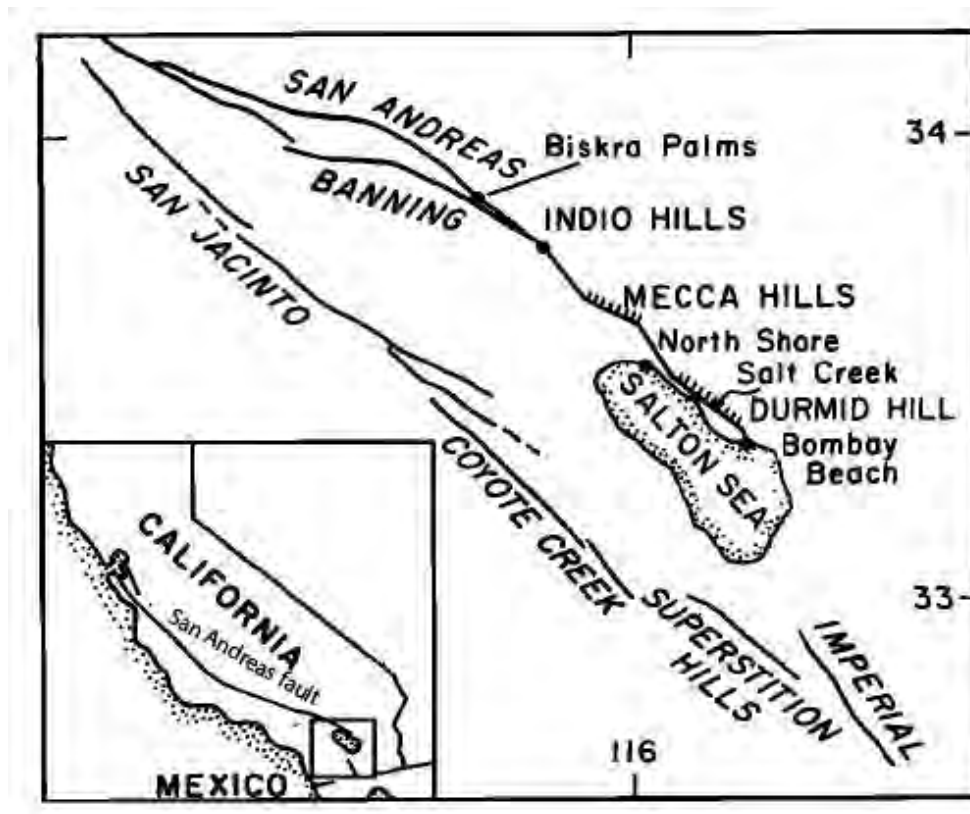 SAN ANDREAS
34
Biskra Palms
BANNING
INDIO HILLS
SAN JACINTO
MECCA HILLS
North Shore
Salt Creek
DURMID HILL
SALTON SEA
Bombay
Beach
COYOTE CREEK
CALIFORNIA
San Andreas fault
33
SUPERSTITION
HILLS
IMPERIAL
116
MEXICO